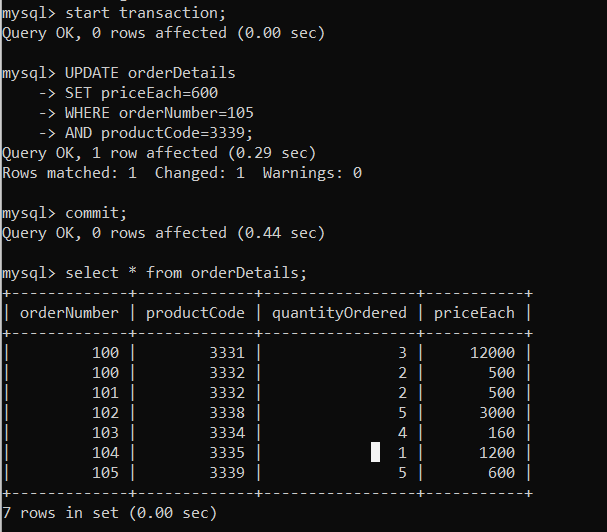 mysql> start transaction;
Query OK, 0 rows affected (0.00 sec)

mysql> UPDATE orderDetails
    -> SET priceEach=600
    -> WHERE orderNumber=105
    -> AND productCode=3339;
Query OK, 1 row affected (0.29 sec)
Rows matched: 1  Changed: 1  Warnings: 0

mysql> commit;
Query OK, 0 rows affected (0.44 sec)

mysql> select * from orderDetails;
+-------------+-------------+-----------------+-----------+
| orderNumber | productCode | quantityOrdered | priceEach |
+-------------+-------------+-----------------+-----------+
|         100 |        3331 |               3 |     12000 |
|         100 |        3332 |               2 |       500 |
|         101 |        3332 |               2 |       500 |
|         102 |        3338 |               5 |      3000 |
|         103 |        3334 |               4 |       160 |
|         104 |        3335 |               1 |      1200 |
|         105 |        3339 |               5 |       600 |
+-------------+-------------+-----------------+-----------+
7 rows in set (0.00 sec)